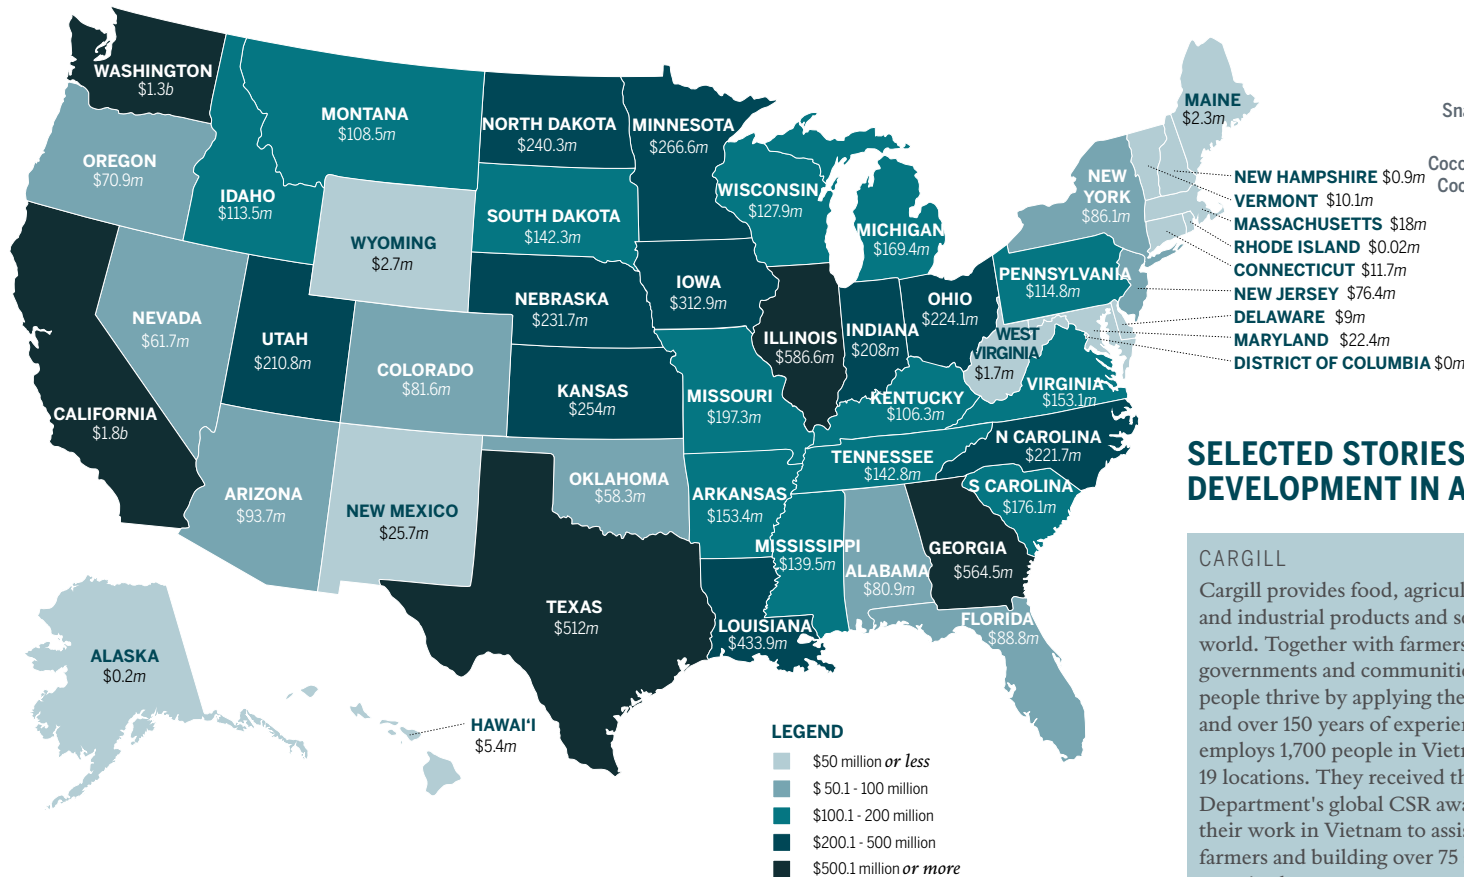 WASHINGTON
$1.3b
OREGON
$70.9m
CALIFORNIA
$1.8b
NEVADA
$61.7m
IDAHO
$113.5m
MONTANA
$108.5m
WYOMING
$2.7m
UTAH
$210.8m
COLORADO
$81.6m
ARIZONA
$93.7m
NEW MEXICO
$25.7m
NORTH DAKOTA
$240.3m
SOUTH DAKOTA
$142.3m
NEBRASKA
$231.7m
KANSAS
$254m
OKLAHOMA
$58.3m
TEXAS
$512m
MINNESOTA
$266.6m
IOWA
$312.9m
MISSOURI
$197.3m
ARKANSAS
$153.4m
LOUISIANA
$433.9m
WISCONSIN
$127.9m
ILLINOIS
$586.6m
MICHIGAN
$169.4m
INDIANA
$208m
OHIO
$224.1m
KENTUCKY
$106.3m
TENNESSEE
$142.8m
MISSISSIPPI
$139.5m
ALABAMA
$80.9m
GEORGIA
$564.5m
FLORIDA
$88.8m
S CAROLINA
$176.1m
N CAROLINA
$221.7m
VIRGINIA
$153.1m
WEST
VIRGINIA
$1.7m
PENNSYLVANIA
$114.8m
NEW
YORK
$86.1m
MAINE
$2.3m
NEW HAMPSHIRE $0.9m
VERMONT $10.1m
MASSACHUSETTS $18m
RHODE ISLAND $0.02m
CONNECTICUT $11.7m
NEW JERSEY $76.4m
DELAWARE $9m
MARYLAND $22.4m
DISTRICT OF COLUMBIA $0m
ALASKA
$0.2m
HAWAI‘I
$5.4m
LEGEND
$50 million or less
$ 50.1 - 100 million
$100.1 - 200 million
$200.1 - 500 million
$500.1 million or more
Sna
Coco
Coc
SELECTED STORIES
DEVELOPMENT IN A
CARGILL
Cargill provides food, agricul
and industrial products and se
world. Together with farmers
governments and communitie
people thrive by applying the
and over 150 years of experien
employs 1,700 people in Vietn
19 locations. They received th
Department's global CSR awa
their work in Vietnam to assis
farmers and building over 75